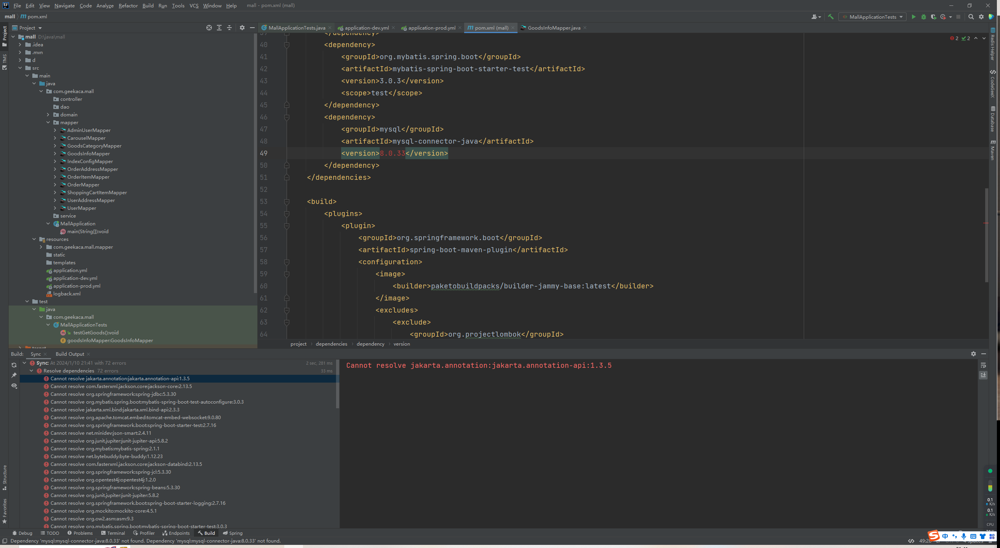 File Edit View Navigate Code Analyze Refactor Build Run Tools VCS Window Help mall - pom.xml (mall)
mall pom.xml
MallApplicationTests
Project
MallApplicationTests.java application-dev.yml application-prod.yml pom.xml (mall) GoodsInfoMapper.java
Project
TMS
mall D:\java\mall
.idea
.mvn
d
src
main
java
com.geekaca.mall
controller
dao
domain
mapper
AdminUserMapper
CarouselMapper
GoodsCategoryMapper
GoodsInfoMapper
IndexConfigMapper
OrderAddressMapper
OrderItemMapper
OrderMapper
ShoppingCartItemMapper
UserAddressMapper
UserMapper
service
MallApplication
main(String[]):void
resources
com.geekaca.mall.mapper
static
templates
application.yml
application-dev.yml
application-prod.yml
logback.xml
test
java
com.geekaca.mall
MallApplicationTests
testGetGoods():void
goodsInfoMapper:GoodsInfoMapper
target
</dependency>
40 <dependency>
41 <groupId>org.mybatis.spring.boot</groupId>
42 <artifactId>mybatis-spring-boot-starter-test</artifactId>
43 <version>3.0.3</version>
44 <scope>test</scope>
45 </dependency>
46 <dependency>
47 <groupId>mysql</groupId>
48 <artifactId>mysql-connector-java</artifactId>
49 <version>8.0.33</version>
50 </dependency>
51 </dependencies>
52
53 <build>
54 <plugins>
55 <plugin>
56 <groupId>org.springframework.boot</groupId>
57 <artifactId>spring-boot-maven-plugin</artifactId>
58 <configuration>
59 <image>
60 <builder>paketobuildpacks/builder-jammy-base:latest</builder>
61 </image>
62 <excludes>
63 <exclude>
64 <groupId>org.projectlombok</groupId>
2 2
Redis Helper
CodeGeeX
Database
Maven
project dependencies dependency version
Build: Sync Build Output
Sync: At 2024/1/10 21:41 with 72 errors 2 sec, 281 ms
Resolve dependencies 72 errors 33 ms
Cannot resolve jakarta.annotation:jakarta.annotation-api:1.3.5
Cannot resolve com.fasterxml.jackson.core:jackson-core:2.13.5
Cannot resolve org.springframework:spring-jdbc:5.3.30
Cannot resolve org.mybatis.spring.boot:mybatis-spring-boot-test-autoconfigure:3.0.3
Cannot resolve jakarta.xml.bind:jakarta.xml.bind-api:2.3.3
Cannot resolve org.apache.tomcat.embed:tomcat-embed-websocket:9.0.80
Cannot resolve org.springframework.boot:spring-boot-starter-test:2.7.16
Cannot resolve net.minidev:json-smart:2.4.11
Cannot resolve org.junit.jupiter:junit-jupiter-api:5.8.2
Cannot resolve org.mybatis:mybatis-spring:2.1.1
Cannot resolve net.bytebuddy:byte-buddy:1.12.23
Cannot resolve com.fasterxml.jackson.core:jackson-databind:2.13.5
Cannot resolve org.springframework:spring-jcl:5.3.30
Cannot resolve org.opentest4j:opentest4j:1.2.0
Cannot resolve org.springframework:spring-beans:5.3.30
Cannot resolve org.junit.jupiter:junit-jupiter:5.8.2
Cannot resolve org.springframework.boot:spring-boot-starter-logging:2.7.16
Cannot resolve org.mockito:mockito-core:4.5.1
Cannot resolve org.ow2.asm:asm:9.3
Cannot resolve org.mybatis.spring.boot:mybatis-spring-boot-starter-test:3.0.3
Cannot resolve jakarta.annotation:jakarta.annotation-api:1.3.5
Structure
Favorites
0.1
K/s
0.1
K/s
CPU
Debug TODO Problems Terminal Profiler Endpoints Build Spring
Dependency 'mysql:mysql-connector-java:8.0.33' not found. Dependency 'mysql:mysql-connector-java:8.0.33' not found.
中